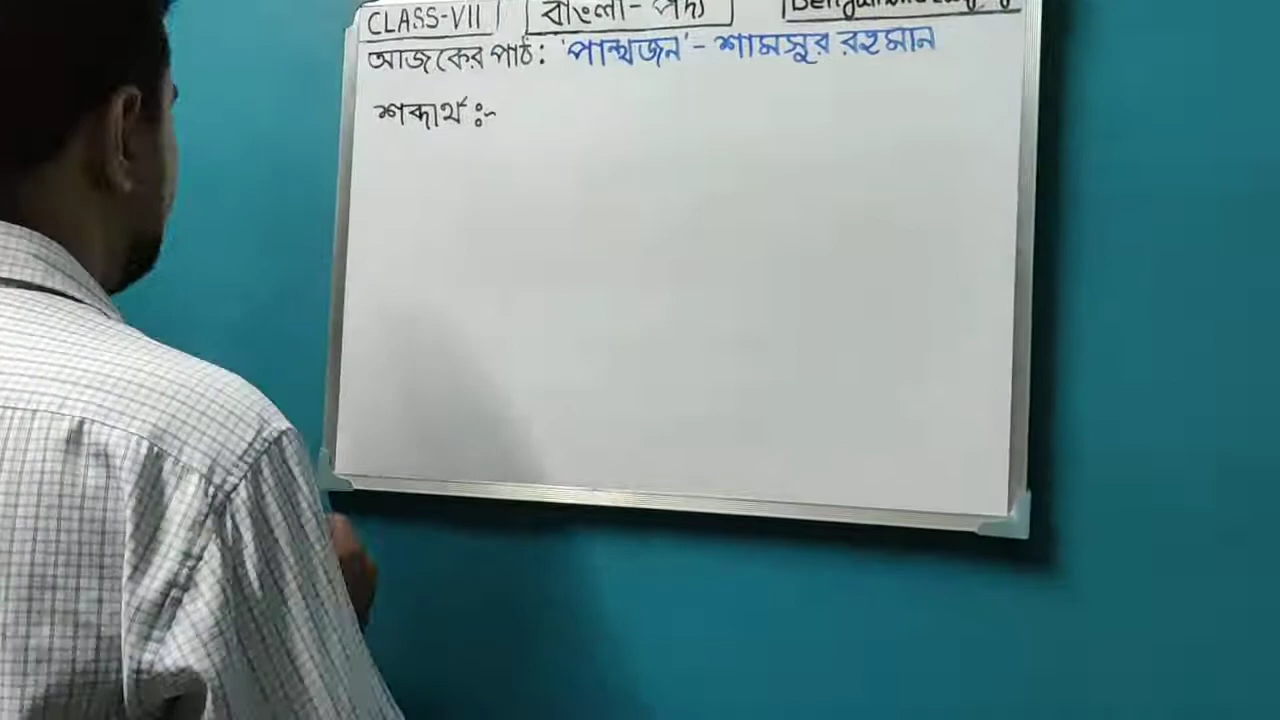 CLASS-VII বাংলা- পদ্য
আজকের পাঠ: 'পান্থজন' - শামসুর রহমান
শব্দার্থ :-